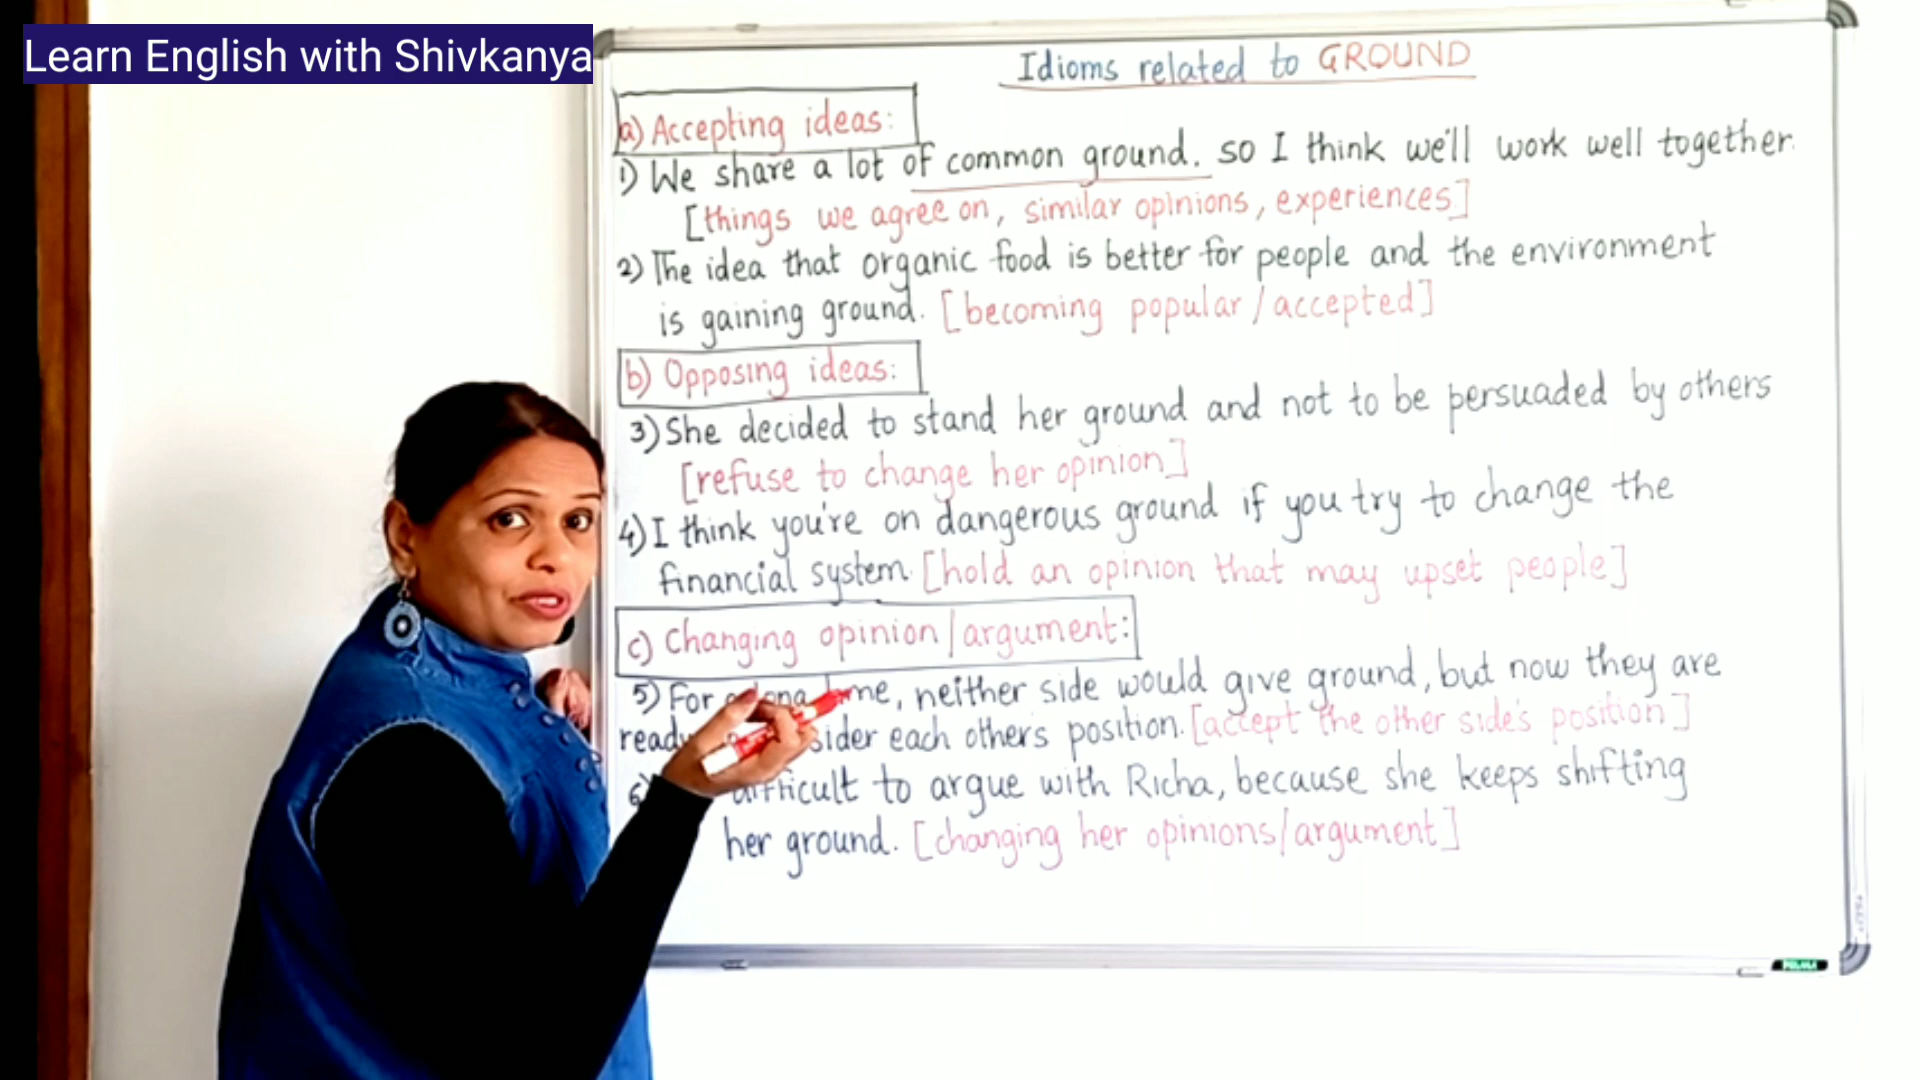 Learn English with Shivkanya
Idioms related to GROUND
a) Accepting ideas:
1) We share a lot of common ground. so I think we'll work well together.
[things we agree on, similar opinions, experiences]
2) The idea that organic food is better for people and the environment
is gaining ground. [becoming popular/accepted]
b) Opposing ideas:
3) She decided to stand her ground and not to be persuaded by others
[refuse to change her opinion]
4) I think you're on dangerous ground if you try to change the
financial system. [hold an opinion that may upset people]
c) Changing opinion/argument:
5) For a long time, neither side would give ground, but now they are
ready sider each others position. [accept the other side's position]
6) difficult to argue with Richa, because she keeps shifting
her ground. [changing her opinions/argument]